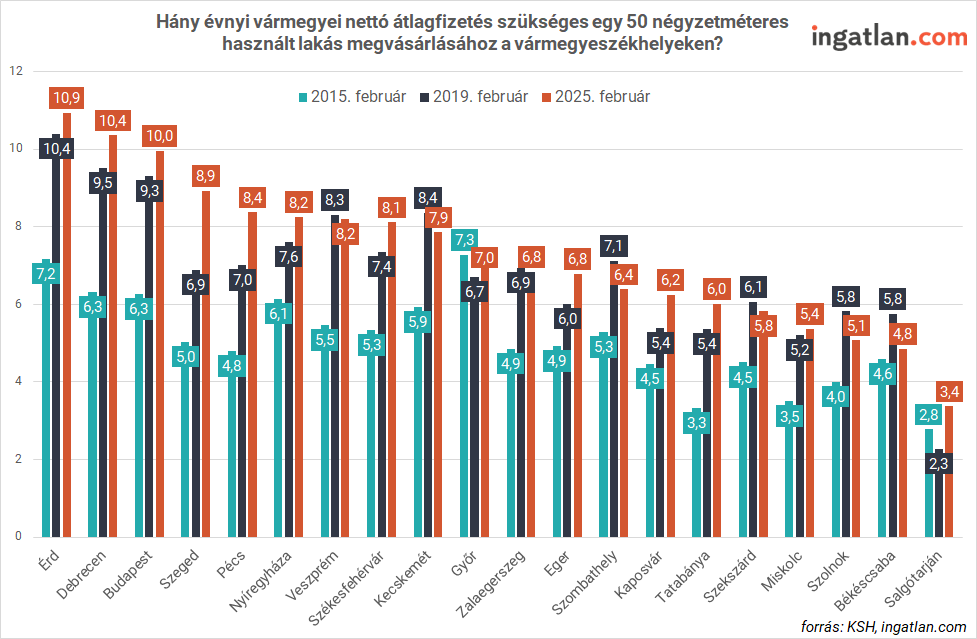 Hány évnyi vármegyei nettó átlagfizetés szükséges egy 50 négyzetméteres
használt lakás megvásárlásához a vármegyeszékhelyeken?
ingatlan.com
2015. február 2019. február 2025. február
12
10
8
6
4
2
0
7,2 10,4 10,9
6,3 9,5 10,4
6,3 9,3 10,0
5,0 6,9 8,9
4,8 7,0 8,4
6,1 7,6 8,2
5,5 8,3 8,2
5,3 7,4 8,1
5,9 8,4 7,9
7,3 6,7 7,0
4,9 6,9 6,8
4,9 6,0 6,8
5,3 7,1 6,4
4,5 5,4 6,2
3,3 5,4 6,0
4,5 6,1 5,8
3,5 5,2 5,4
4,0 5,8 5,1
4,6 5,8 4,8
2,8 2,3 3,4
Érd
Debrecen
Budapest
Szeged
Pécs
Nyíregyháza
Veszprém
Székesfehérvár
Kecskemét
Győr
Zalaegerszeg
Eger
Szombathely
Kaposvár
Tatabánya
Szekszárd
Miskolc
Szolnok
Békéscsaba
Salgótarján
forrás: KSH, ingatlan.com